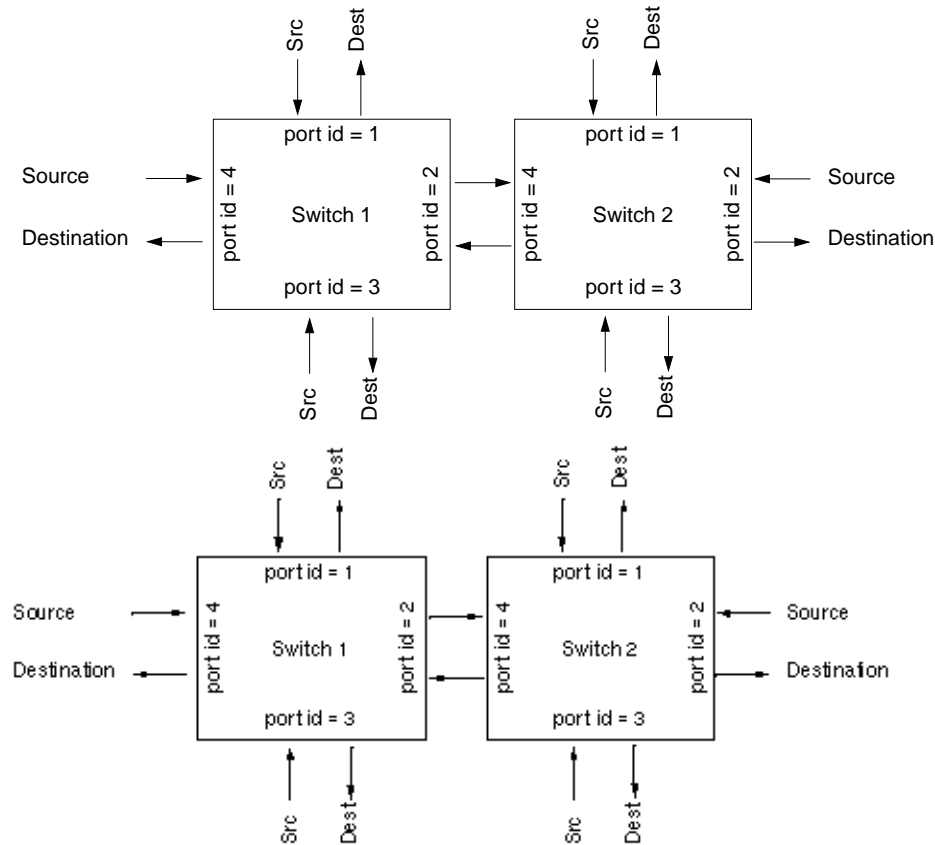 Src
Dest
Src
Dest
port id = 1
port id = 1
Source
port id = 4
port id = 2
port id = 4
port id = 2
Source
Switch 1
Switch 2
Destination
Destination
port id = 3
port id = 3
Src
Dest
Src
Dest
Src
Dest
Src
Dest
port id = 1
port id = 1
Source
port id = 4
port id = 2
port id = 4
port id = 2
Source
Switch 1
Switch 2
Destination
Destination
port id = 3
port id = 3
Src
Dest
Src
Dest